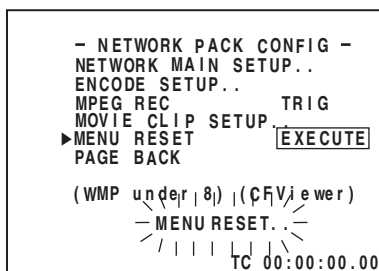 – NETWORK PACK CONFIG –
NETWORK MAIN SETUP..
ENCODE SETUP..
MPEG REC TRIG
MOVIE CLIP SETUP..
▶MENU RESET EXECUTE
PAGE BACK
(WMP under 8) (CFViewer)
MENU RESET..
TC 00:00:00.00